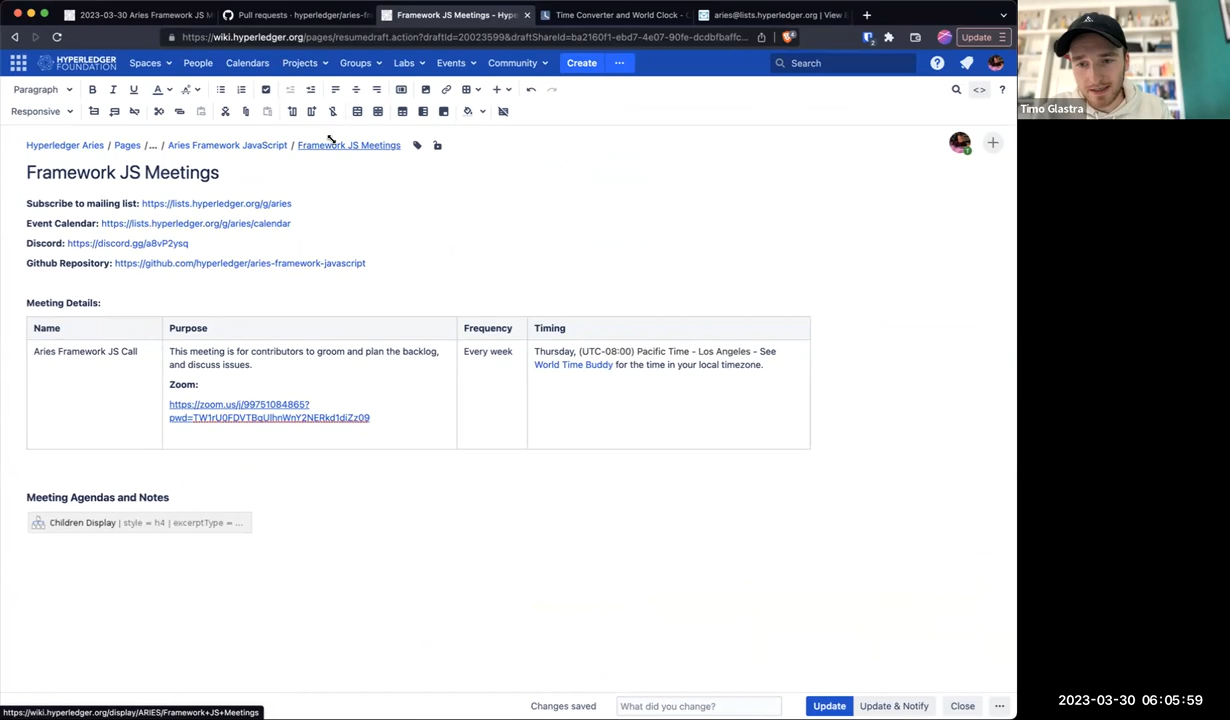 2023-03-30 Aries Framework JS M
Pull requests · hyperledger/aries-fr
Framework JS Meetings - Hype
Time Converter and World Clock - C
aries@lists.hyperledger.org | View E
https://wiki.hyperledger.org/pages/resumedraft.action?draftId=20023599&draftShareId=ba2160f1-ebd7-4e07-90fe-dcdbfbaffc...
Update
HYPERLEDGER
FOUNDATION
Spaces People Calendars Projects Groups Labs Events Community Create ... Search
Timo Glastra
Paragraph B I U A
Responsive
Hyperledger Aries / Pages /... / Aries Framework JavaScript / Framework JS Meetings
Framework JS Meetings
Subscribe to mailing list: https://lists.hyperledger.org/g/aries
Event Calendar: https://lists.hyperledger.org/g/aries/calendar
Discord: https://discord.gg/a8vP2ysq
Github Repository: https://github.com/hyperledger/aries-framework-javascript
Meeting Details:
Name Purpose Frequency Timing
Aries Framework JS Call
This meeting is for contributors to groom and plan the backlog,
and discuss issues.
Zoom:
https://zoom.us/j/99751084865?
pwd=TW1rU0FDVTBqUlhnWnY2NERkd1diZz09
Every week
Thursday, (UTC-08:00) Pacific Time - Los Angeles - See
World Time Buddy for the time in your local timezone.
Meeting Agendas and Notes
Children Display | style = h4 | excerptType = ...
Changes saved What did you change? Update Update & Notify Close ...
https://wiki.hyperledger.org/display/ARIES/Framework+JS+Meetings
2023-03-30 06:05:59